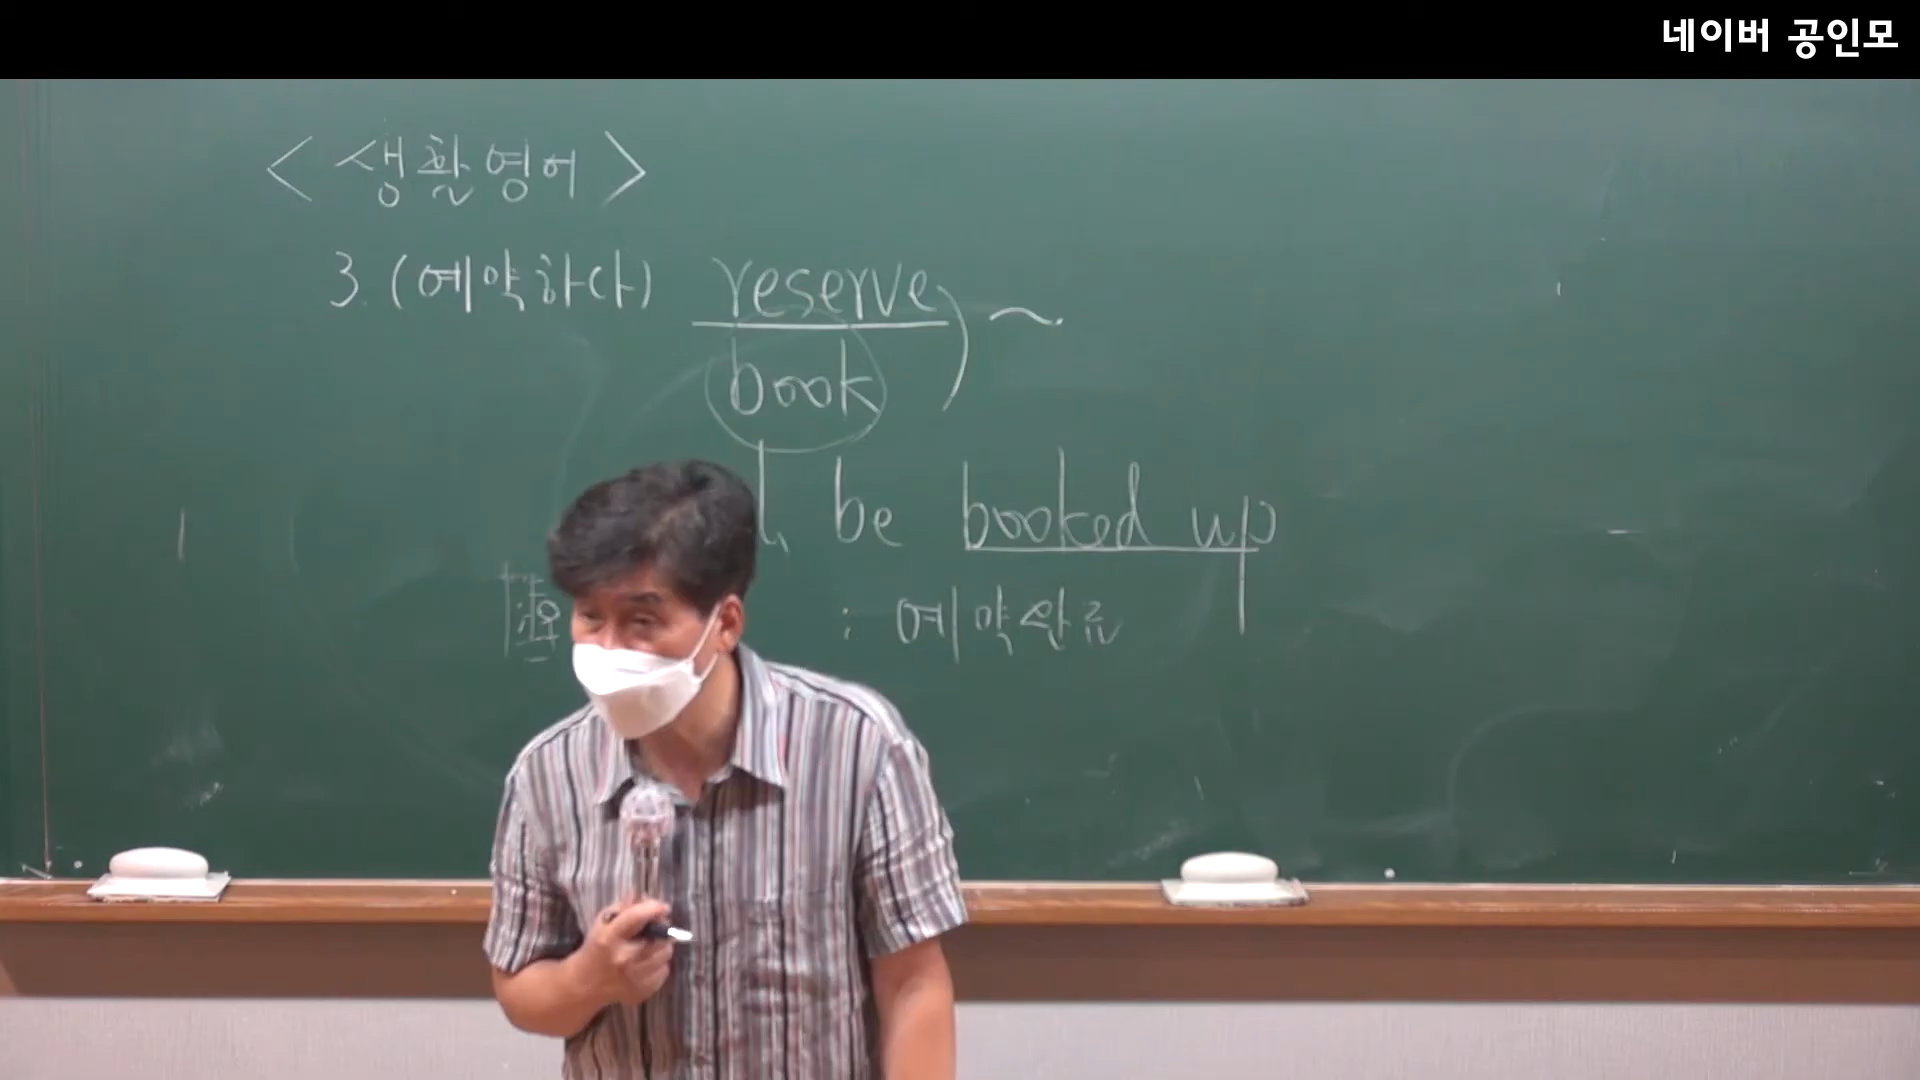 네이버 공인모
< 생활영어 >
3. (예약하다) reserve ) ~
book
be booked up
: 예약완료